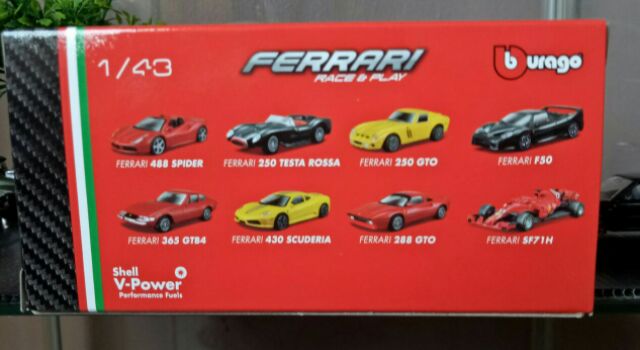 1/43
FERRARI
RACE & PLAY
burago
FERRARI 488 SPIDER
FERRARI 250 TESTA ROSSA
FERRARI 250 GTO
FERRARI F50
FERRARI 365 GTB4
FERRARI 430 SCUDERIA
FERRARI 288 GTO
FERRARI SF71H
Shell
V-Power
Performance Fuels